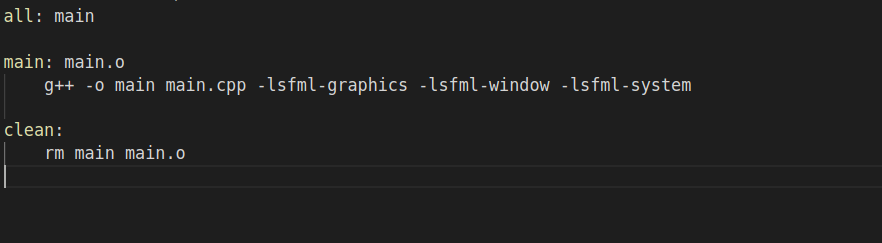 all: main
main: main.o
g++ -o main main.cpp -lsfml-graphics -lsfml-window -lsfml-system
clean:
rm main main.o